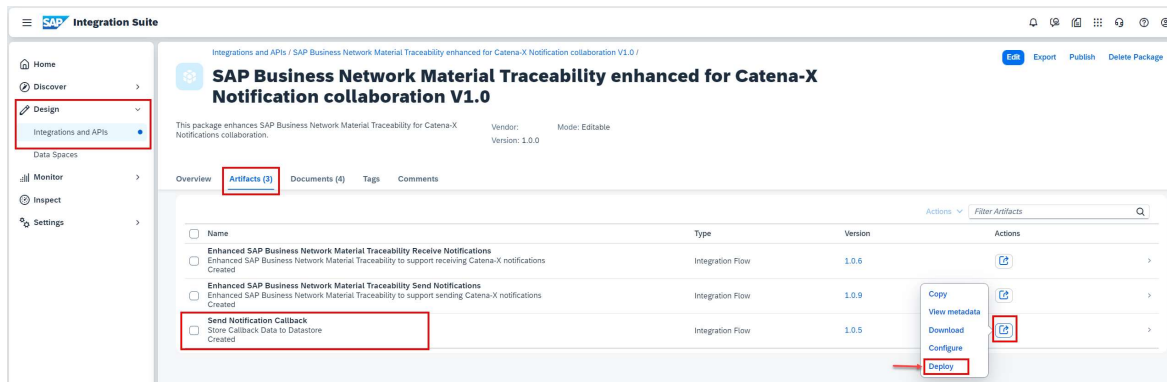 SAP Integration Suite
Home
Discover
Design
Integrations and APIs
Data Spaces
Monitor
Inspect
Settings
Integrations and APIs / SAP Business Network Material Traceability enhanced for Catena-X Notification collaboration V1.0 /
SAP Business Network Material Traceability enhanced for Catena-X
Notification collaboration V1.0
Edit Export Publish Delete Package
This package enhances SAP Business Network Material Traceability for Catena-X
Notifications collaboration.
Vendor: Mode: Editable
Version: 1.0.0
Overview Artifacts (3) Documents (4) Tags Comments
Actions Filter Artifacts
Name Type Version Actions
Enhanced SAP Business Network Material Traceability Receive Notifications
Enhanced SAP Business Network Material Traceability to support receiving Catena-X notifications Integration Flow 1.0.6
Created
Enhanced SAP Business Network Material Traceability Send Notifications
Enhanced SAP Business Network Material Traceability to support sending Catena-X notifications Integration Flow 1.0.9
Created
Send Notification Callback
Store Callback Data to Datastore Integration Flow 1.0.5
Created
Copy
View metadata
Download
Configure
Deploy